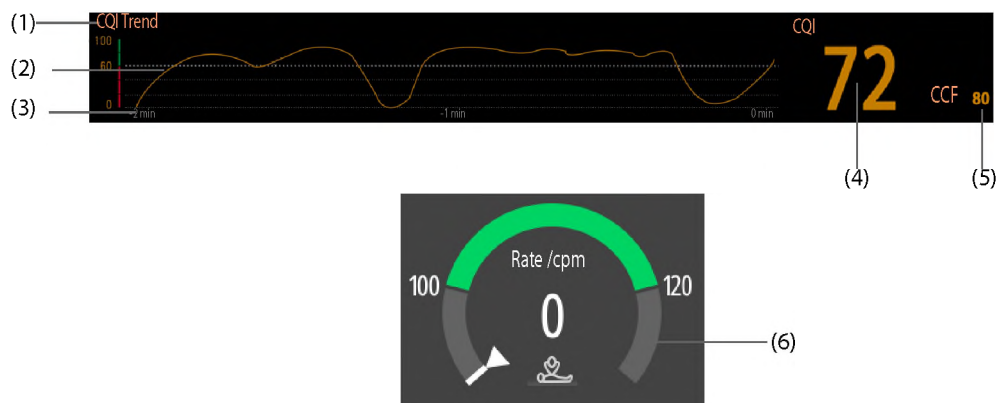 (1)
CQI Trend
CQI
100
(2)
60
72
CCF 80
(3)
0
-2 min
-1 min
0 min
(4)
(5)
Rate /cpm
100
120
0
(6)